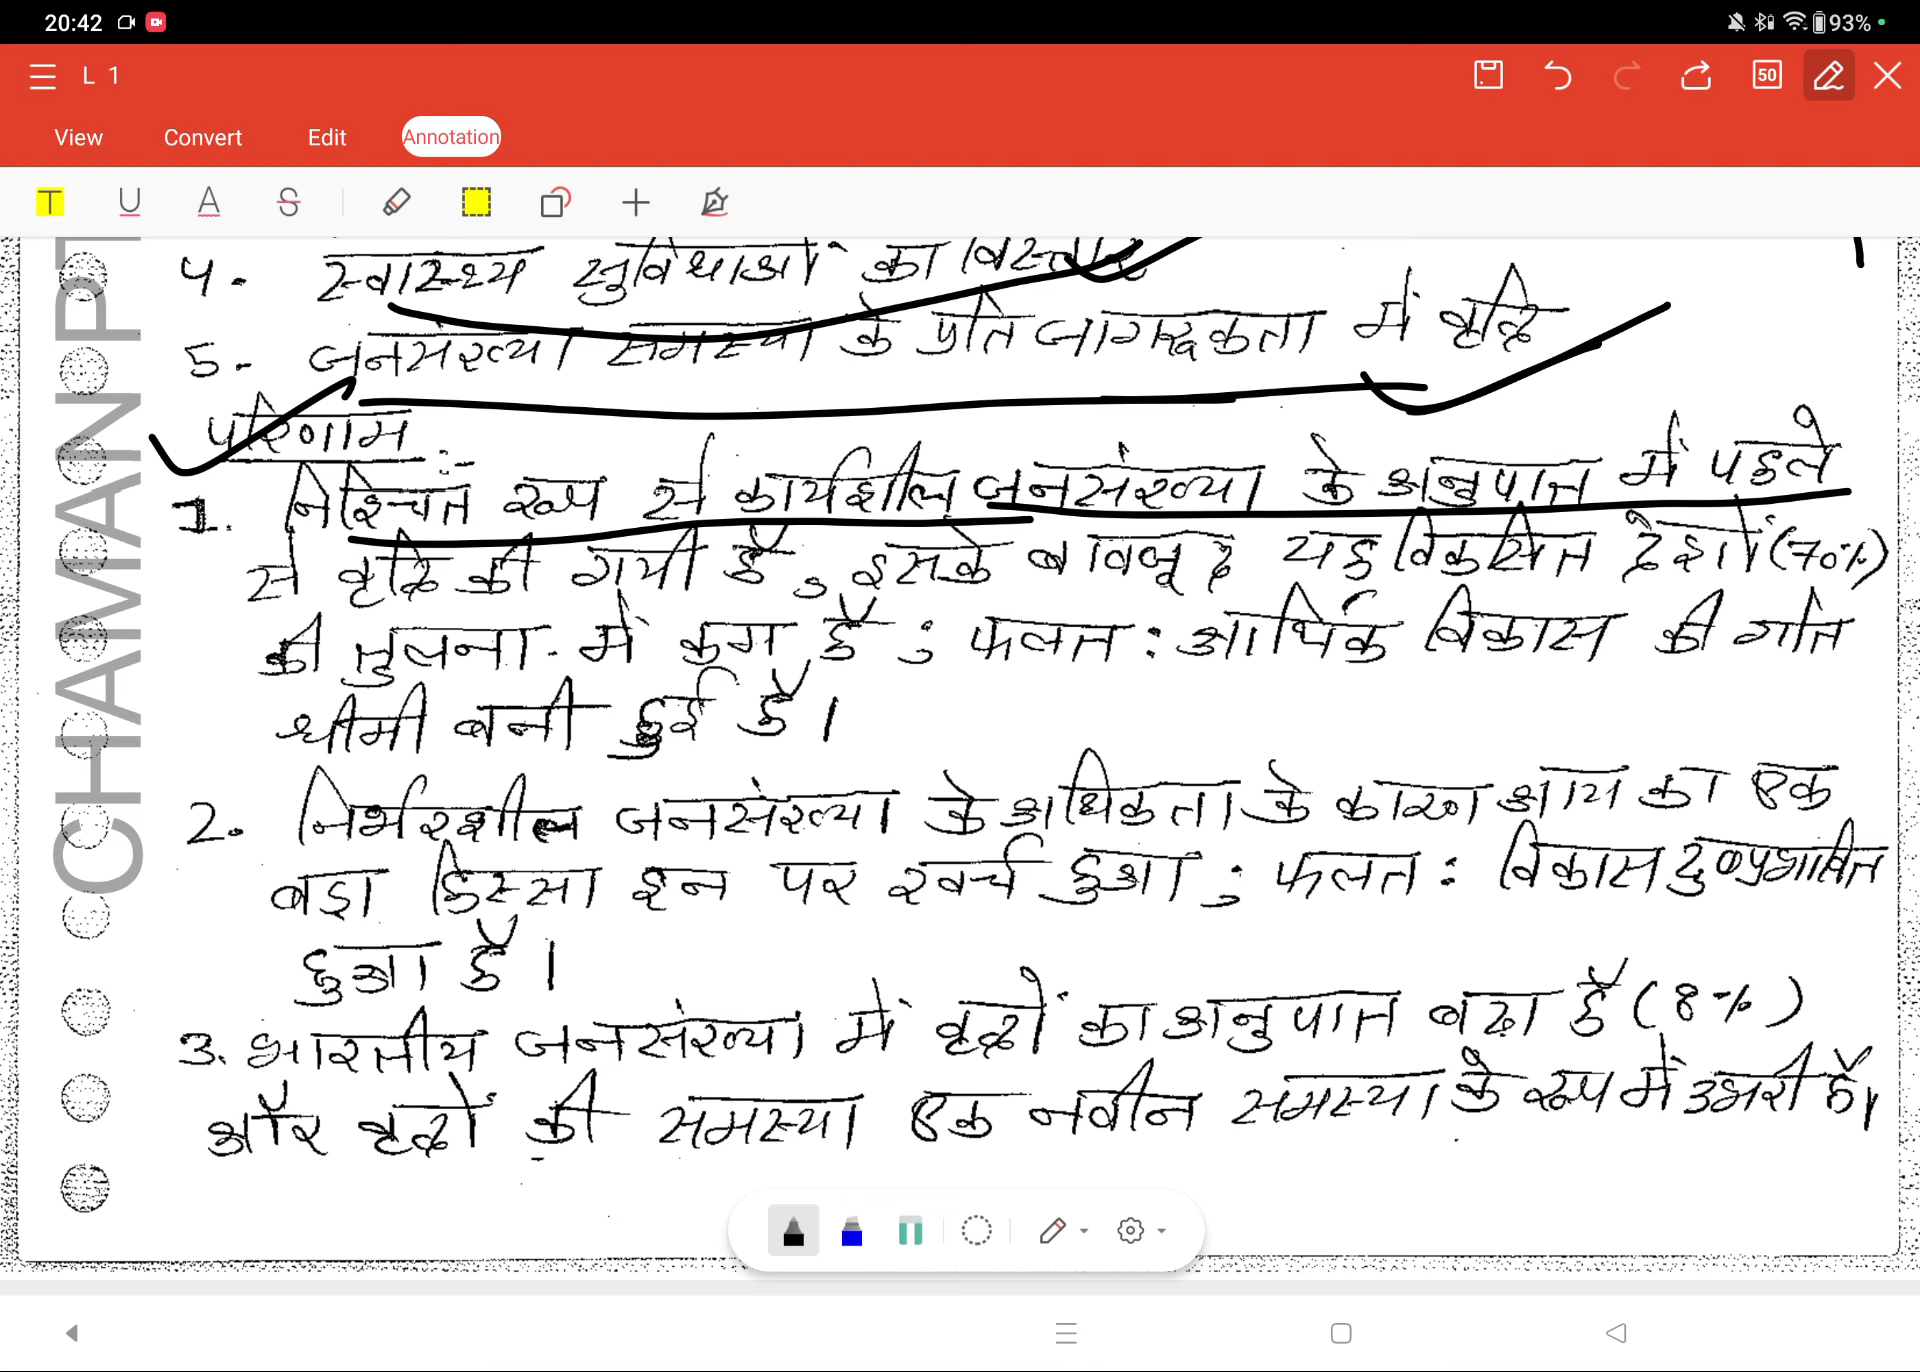 20:42
93%
L 1
50
View Convert Edit Annotation
CHAMAN PT
4. स्वास्थ्य सुविधाओं का विस्तार
5. जनसंख्या समस्या के प्रति जागरूकता में वृद्धि
परिणाम :-
1. निश्चित रूप से कार्यशील जनसंख्या के अनुपात में पहले
से वृद्धि की गयी है, इसके बावजूद यह विकसित देशों (70%)
की तुलना में कम है ; फलत: आर्थिक विकास की गति
धीमी बनी हुई है।
2. निर्भरशील जनसंख्या के अधिकता के कारण आय का एक
बड़ा हिस्सा इन पर खर्च हुआ ; फलत: विकास दुष्प्रभावित
हुआ है।
3. भारतीय जनसंख्या में वृद्धों का अनुपात बढा है (8%)
और वृद्धों की समस्या एक नवीन समस्या के रूप में उभरी है।